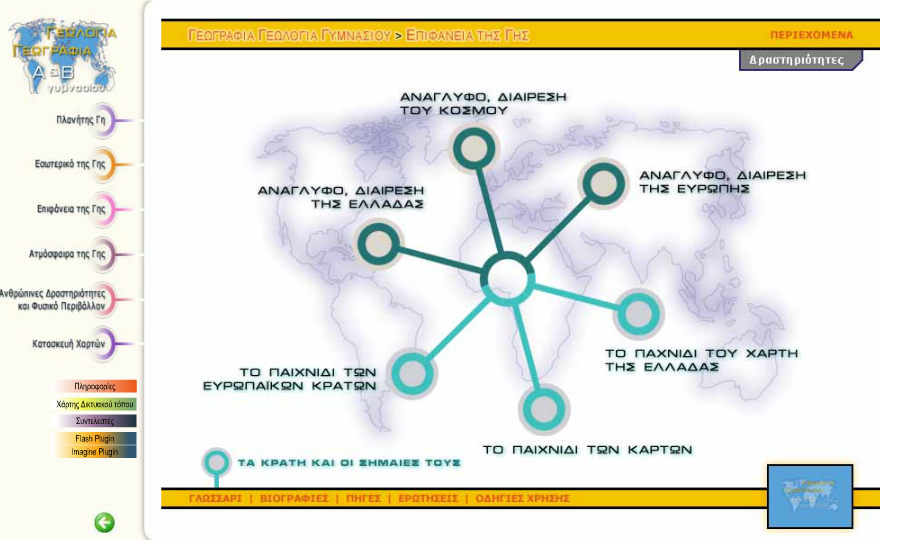 ΓΕΩΛΟΓΙΑ
ΓΕΩΓΡΑΦΙΑ
Α & Β
γυμνασίου
Πλανήτης Γη
Εσωτερικό της Γης
Επιφάνεια της Γης
Ατμόσφαιρα της Γης
Ανθρώπινες Δραστηριότητες
και Φυσικό Περιβάλλον
Κατασκευή Χαρτών
Πληροφορίες
Χάρτης Δικτυακού τόπου
Συντελεστές
Flash Plugin
Imagine Plugin
ΓΕΩΓΡΑΦΙΑ ΓΕΩΛΟΓΙΑ ΓΥΜΝΑΣΙΟΥ > ΕΠΙΦΑΝΕΙΑ ΤΗΣ ΓΗΣ
ΠΕΡΙΕΧΟΜΕΝΑ
Δραστηριότητες
ΑΝΑΓΛΥΦΟ, ΔΙΑΙΡΕΣΗ
ΤΟΥ ΚΟΣΜΟΥ
ΑΝΑΓΛΥΦΟ, ΔΙΑΙΡΕΣΗ
ΤΗΣ ΕΥΡΩΠΗΣ
ΑΝΑΓΛΥΦΟ, ΔΙΑΙΡΕΣΗ
ΤΗΣ ΕΛΛΑΔΑΣ
ΤΟ ΠΑΧΝΙΔΙ ΤΟΥ ΧΑΡΤΗ
ΤΗΣ ΕΛΛΑΔΑΣ
ΤΟ ΠΑΙΧΝΙΔΙ ΤΩΝ
ΕΥΡΩΠΑΪΚΩΝ ΚΡΑΤΩΝ
ΤΟ ΠΑΙΧΝΙΔΙ ΤΩΝ ΚΑΡΤΩΝ
ΤΑ ΚΡΑΤΗ ΚΑΙ ΟΙ ΣΗΜΑΙΕΣ ΤΟΥΣ
ΓΛΩΣΣΑΡΙ | ΒΙΟΓΡΑΦΙΕΣ | ΠΗΓΕΣ | ΕΡΩΤΗΣΕΙΣ | ΟΔΗΓΙΕΣ ΧΡΗΣΗΣ